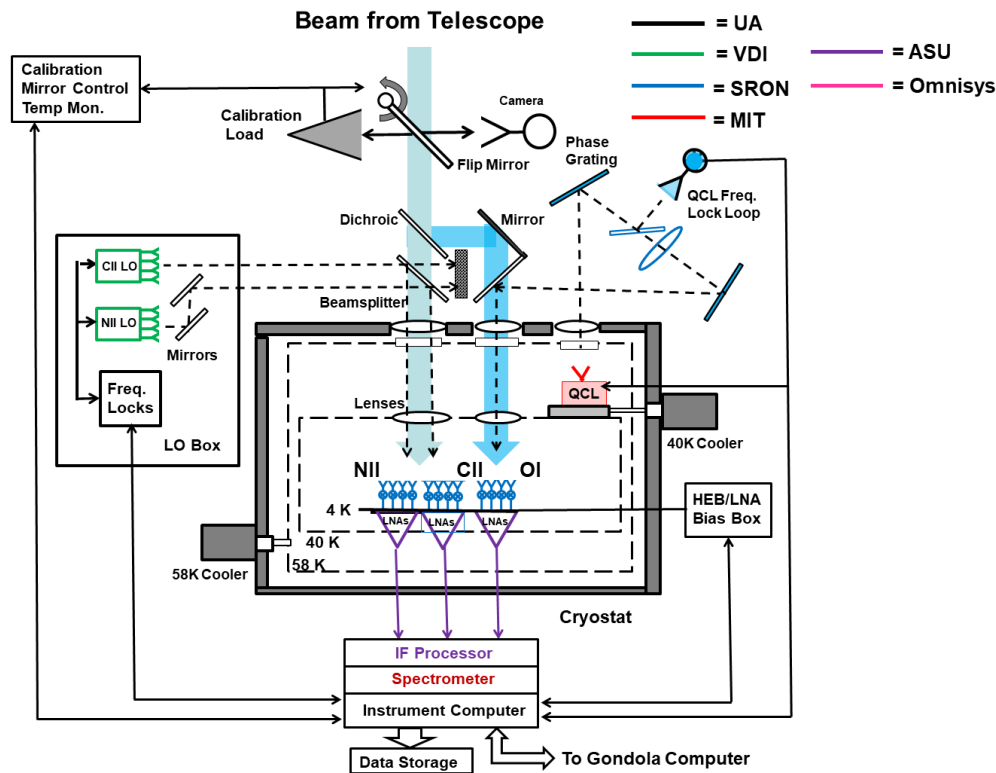 Beam from Telescope
= UA
= VDI
= ASU
= SRON
= Omnisys
= MIT
Calibration
Mirror Control
Temp Mon.
Calibration
Load
Camera
Flip Mirror
Phase
Grating
QCL Freq.
Lock Loop
Dichroic
Mirror
CII LO
NII LO
Mirrors
Beamsplitter
Freq.
Locks
LO Box
Lenses
QCL
40K Cooler
NII
CII
OI
4 K
LNAs
LNAs
LNAs
HEB/LNA
Bias Box
40 K
58 K
58K Cooler
Cryostat
IF Processor
Spectrometer
Instrument Computer
Data Storage
To Gondola Computer